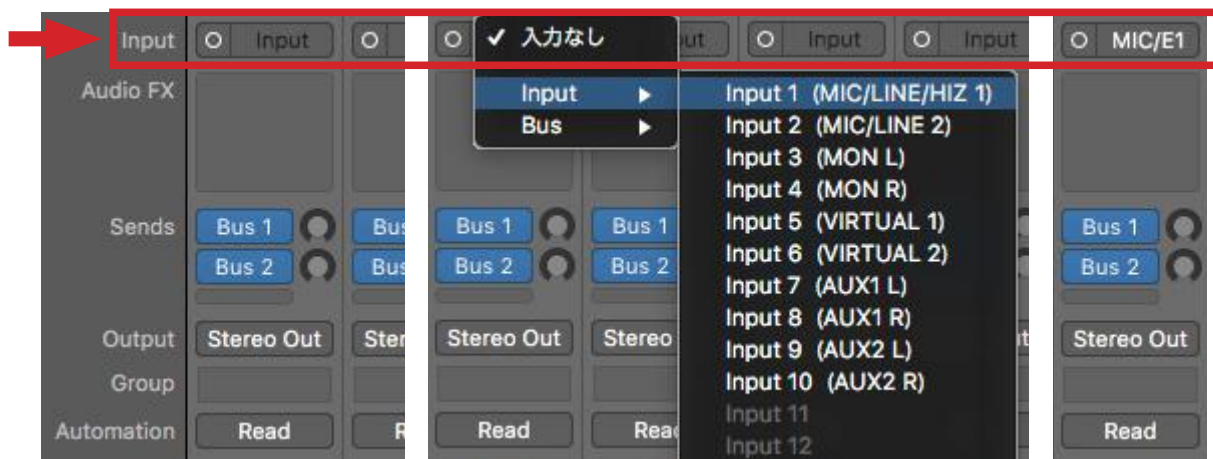 Input
Input
✓ 入力なし
Input
Input
MIC/E1
Audio FX
Input
Bus
Input 1 (MIC/LINE/HIZ 1)
Input 2 (MIC/LINE 2)
Input 3 (MON L)
Input 4 (MON R)
Input 5 (VIRTUAL 1)
Input 6 (VIRTUAL 2)
Input 7 (AUX1 L)
Input 8 (AUX1 R)
Input 9 (AUX2 L)
Input 10 (AUX2 R)
Input 11
Input 12
Sends
Bus 1
Bus 1
Bus 1
Bus 1
Bus 2
Bus 2
Bus 2
Bus 2
Output
Stereo Out
Stereo Out
Stereo
Stereo Out
Group
Automation
Read
Read
Read